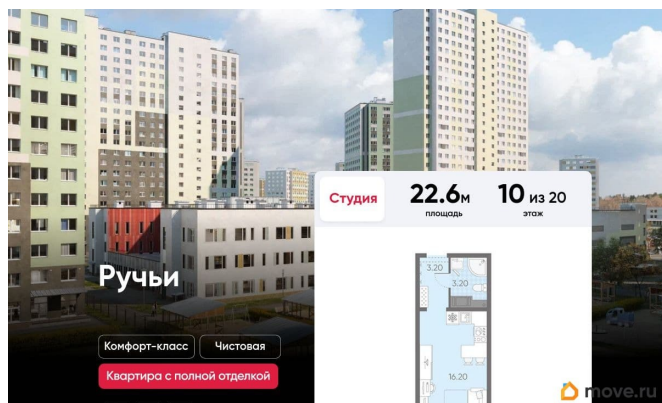 Студия
22.6м
площадь
10 из 20
этаж
Ручьи
3.20
3.20
16.20
Комфорт-класс
Чистовая
Квартира с полной отделкой
move.ru